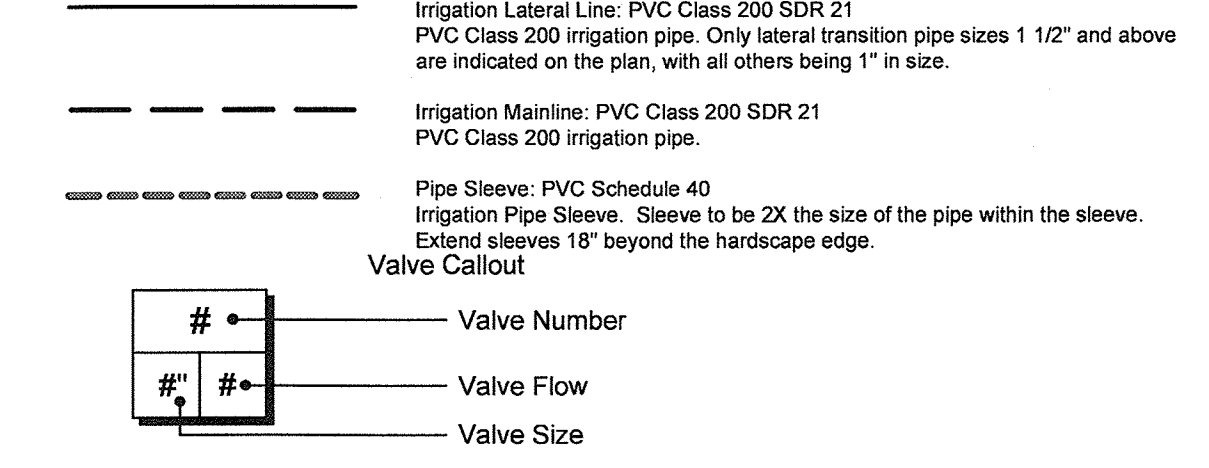 Irrigation Lateral Line: PVC Class 200 SDR 21
PVC Class 200 irrigation pipe. Only lateral transition pipe sizes 1 1/2" and above
are indicated on the plan, with all others being 1" in size.
Irrigation Mainline: PVC Class 200 SDR 21
PVC Class 200 irrigation pipe.
Pipe Sleeve: PVC Schedule 40
Irrigation Pipe Sleeve. Sleeve to be 2X the size of the pipe within the sleeve.
Extend sleeves 18" beyond the hardscape edge.
Valve Callout
# Valve Number
#" # Valve Flow
Valve Size